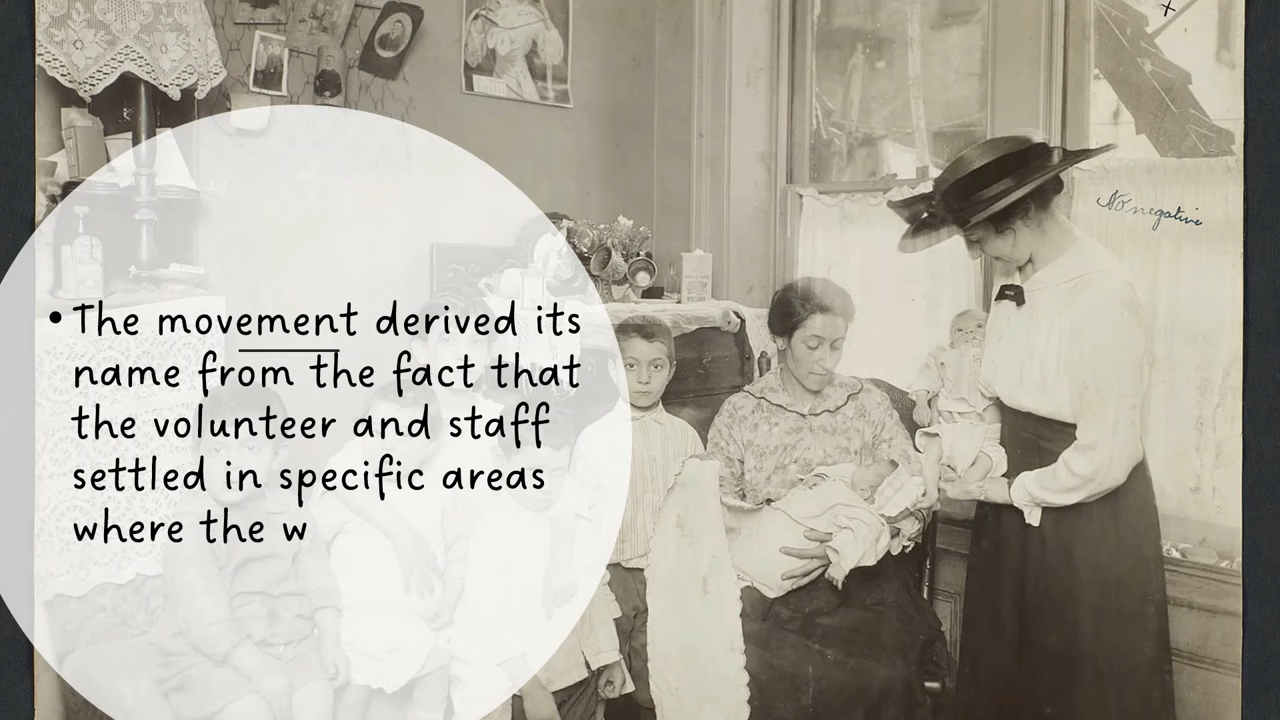 • The movement derived its
name from the fact that
the volunteer and staff
settled in specific areas
where the w
No negative
x